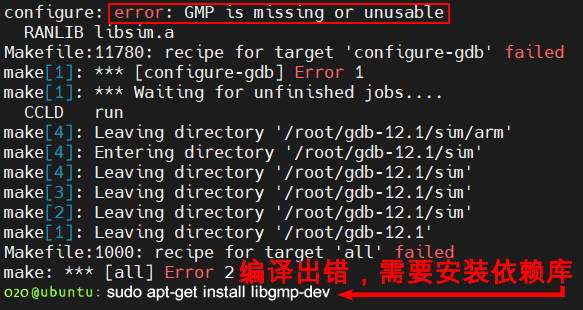 configure: error: GMP is missing or unusable
RANLIB libsim.a
Makefile:11780: recipe for target 'configure-gdb' failed
make[1]: *** [configure-gdb] Error 1
make[1]: *** Waiting for unfinished jobs....
CCLD run
make[4]: Leaving directory '/root/gdb-12.1/sim/arm'
make[4]: Entering directory '/root/gdb-12.1/sim'
make[4]: Leaving directory '/root/gdb-12.1/sim'
make[3]: Leaving directory '/root/gdb-12.1/sim'
make[2]: Leaving directory '/root/gdb-12.1/sim'
make[1]: Leaving directory '/root/gdb-12.1'
Makefile:1000: recipe for target 'all' failed
make: *** [all] Error 2 编译出错，需要安装依赖库
ozo@ubuntu: sudo apt-get install libgmp-dev